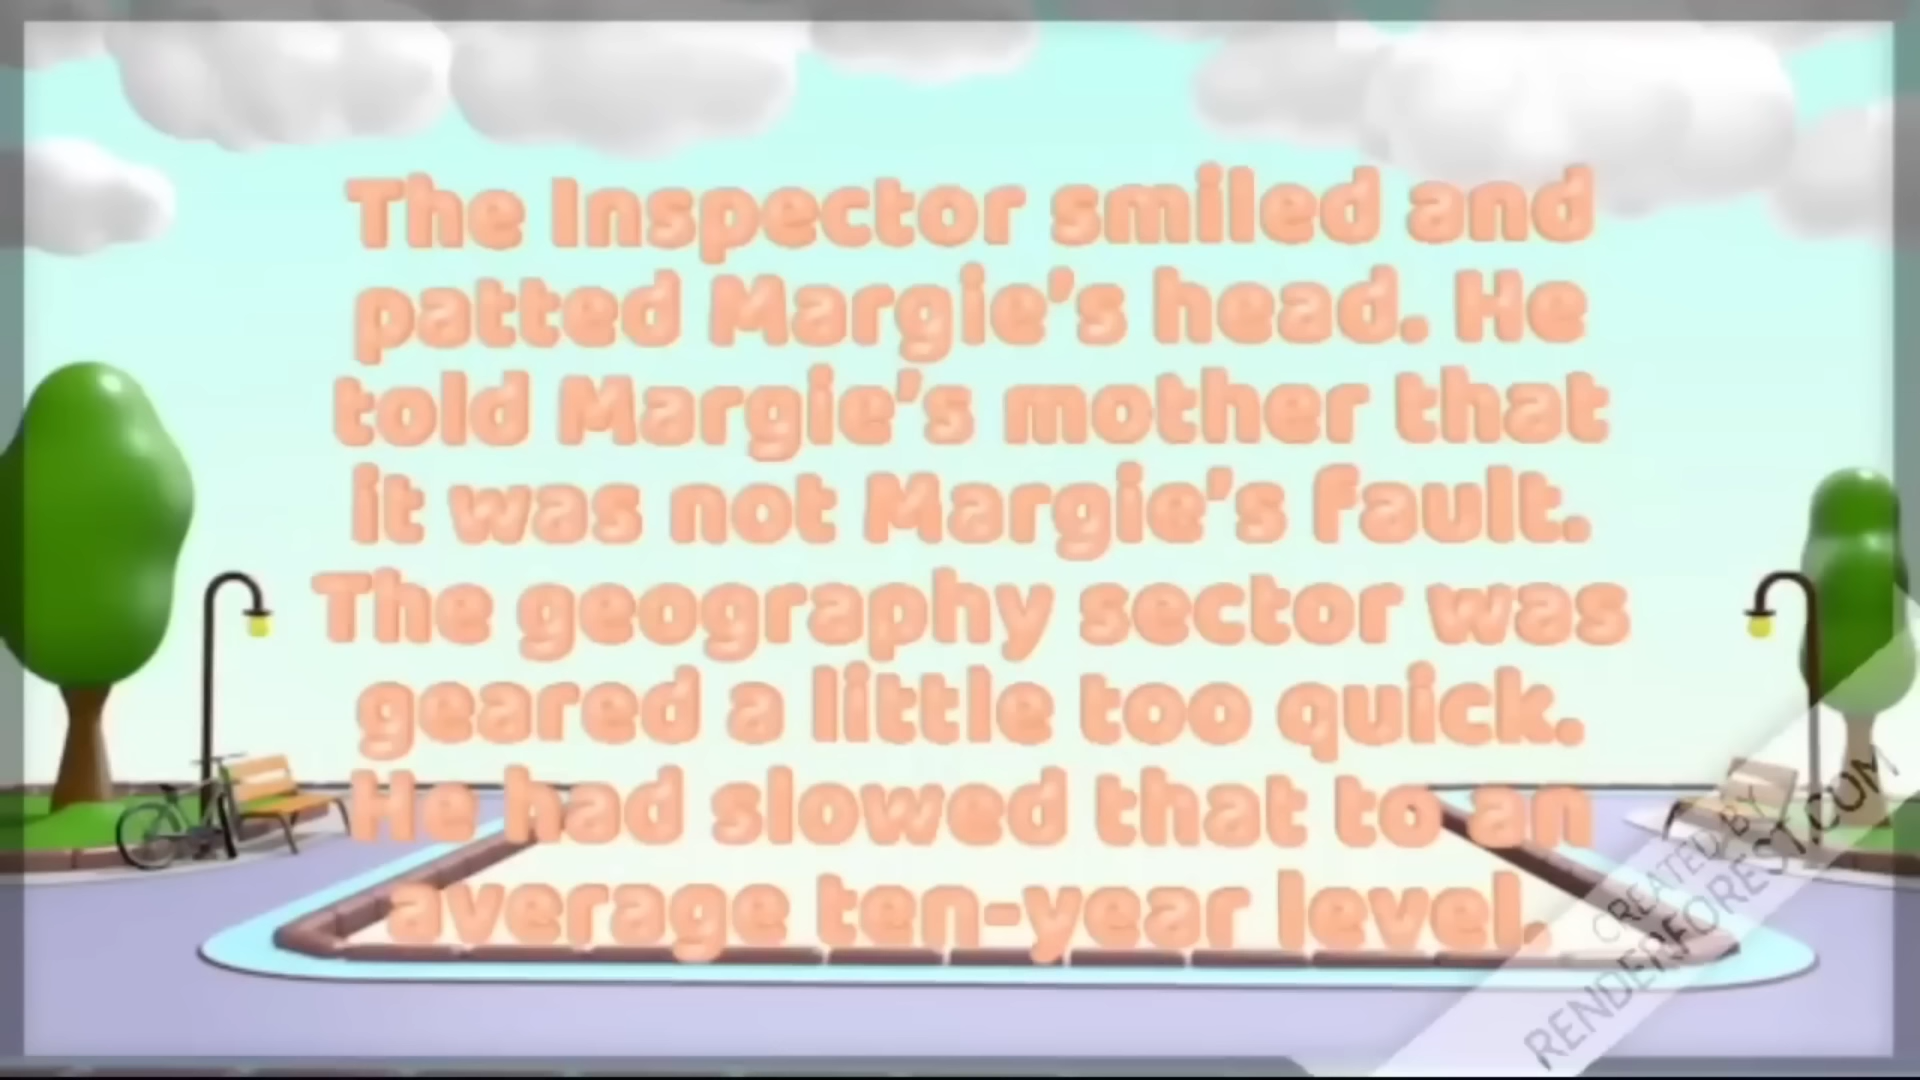 The Inspector smiled and
patted Margie's head. He
told Margie's mother that
it was not Margie's fault.
The geography sector was
geared a little too quick.
He had slowed that to an
average ten-year level.
CREATED BY
RENDERFOREST.COM